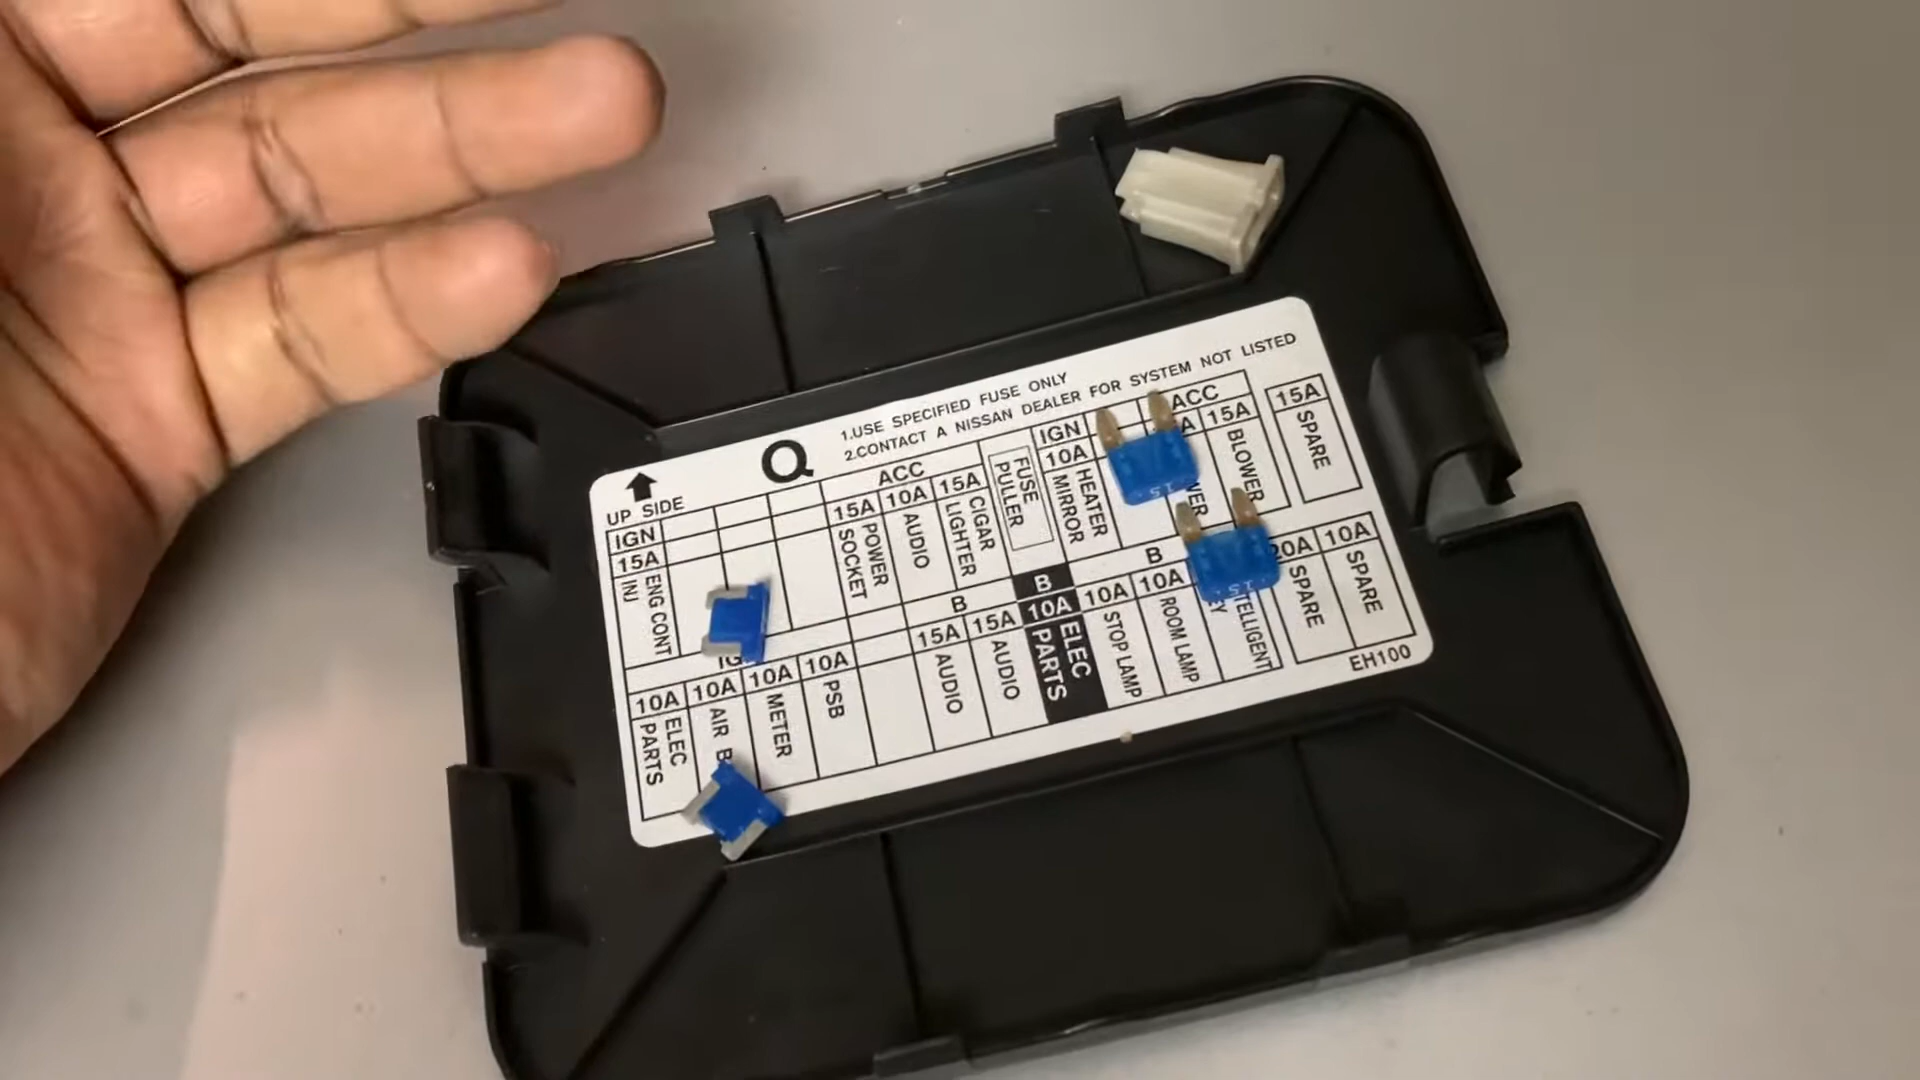 1.USE SPECIFIED FUSE ONLY
2.CONTACT A NISSAN DEALER FOR SYSTEM NOT LISTED
Q
UP SIDE
IGN
15A
ENG CONT
INJ
ACC
15A
POWER
SOCKET
10A
AUDIO
15A
CIGAR
LIGHTER
FUSE
PULLER
IGN
10A
HEATER
MIRROR
ACC
15A
BLOWER
15A
SPARE
10A
ELEC
PARTS
10A
AIR
10A
METER
10A
PSB
B
15A
AUDIO
15A
AUDIO
B
10A
ELEC
PARTS
B
10A
STOP LAMP
10A
ROOM LAMP
20A
SPARE
10A
SPARE
EH100
15
15